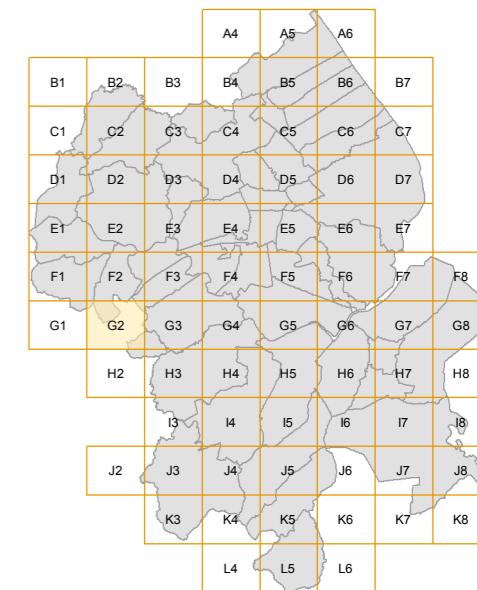 A4 A5 A6
B1 B2 B3 B4 B5 B6 B7
C1 C2 C3 C4 C5 C6 C7
D1 D2 D3 D4 D5 D6 D7
E1 E2 E3 E4 E5 E6 E7
F1 F2 F3 F4 F5 F6 F7 F8
G1 G2 G3 G4 G5 G6 G7 G8
H2 H3 H4 H5 H6 H7 H8
I3 I4 I5 I6 I7 I8
J2 J3 J4 J5 J6 J7 J8
K3 K4 K5 K6 K7 K8
L4 L5 L6